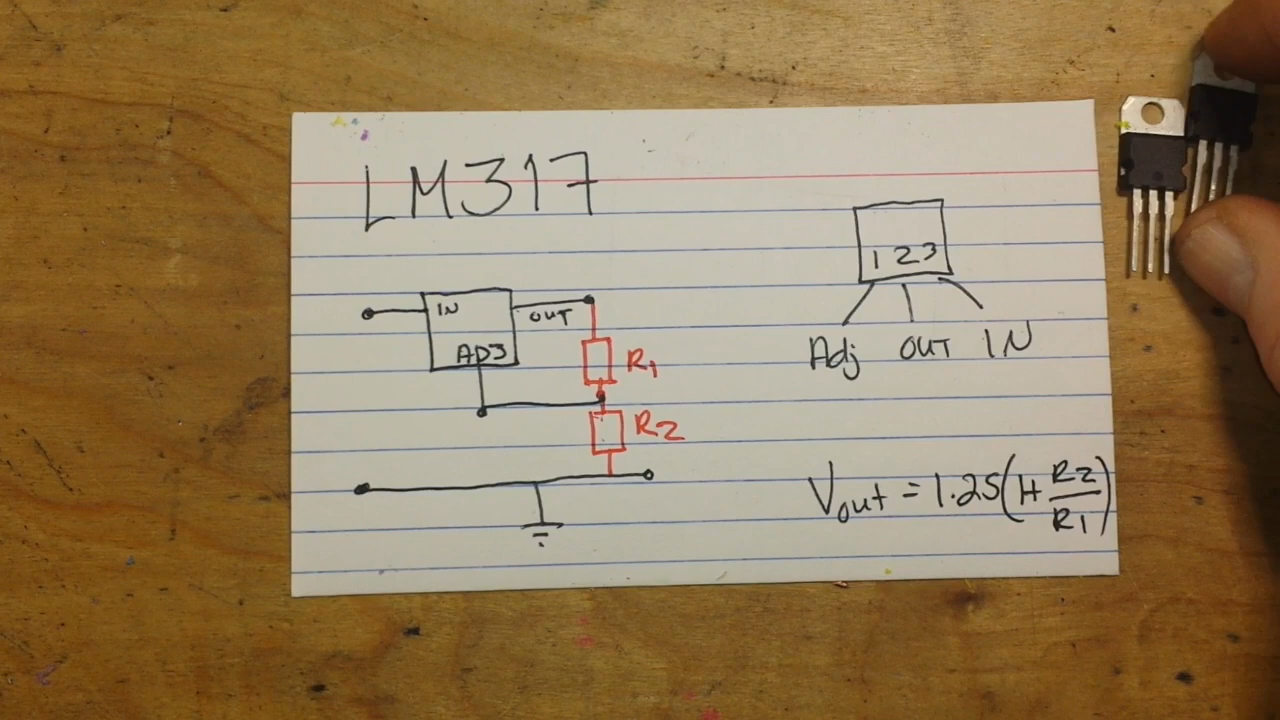 LM317
IN
OUT
ADJ
R1
R2
1 2 3
Adj OUT IN
Vout = 1.25(1+R2/R1)